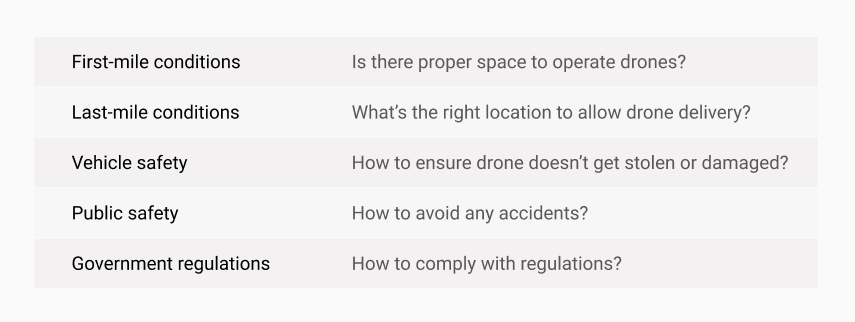 First-mile conditions Is there proper space to operate drones?
Last-mile conditions What’s the right location to allow drone delivery?
Vehicle safety How to ensure drone doesn’t get stolen or damaged?
Public safety How to avoid any accidents?
Government regulations How to comply with regulations?